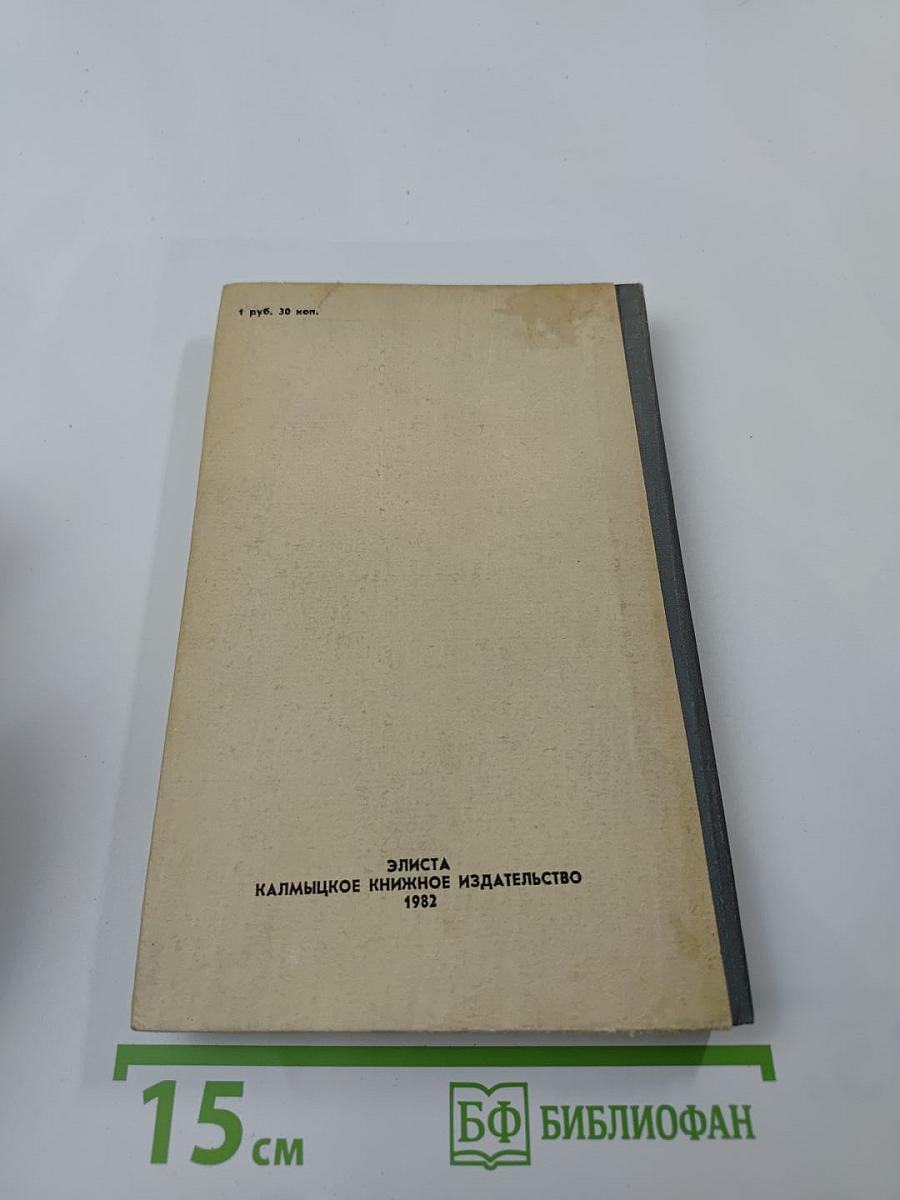 1 руб. 30 коп.
ЭЛИСТА
КАЛМЫЦКОЕ КНИЖНОЕ ИЗДАТЕЛЬСТВО
1982
15 см
БФ БИБЛИОФАН